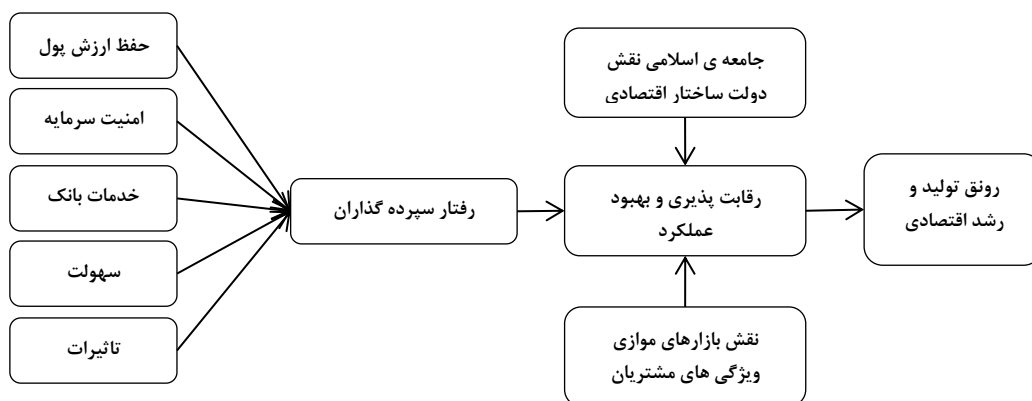 حفظ ارزش پول
امنیت سرمایه
خدمات بانک
سهولت
تاثیرات
رفتار سپرده گذاران
جامعه ی اسلامی نقش
دولت ساختار اقتصادی
رقابت پذیری و بهبود
عملکرد
نقش بازارهای موازی
ویژگی های مشتریان
رونق تولید و
رشد اقتصادی